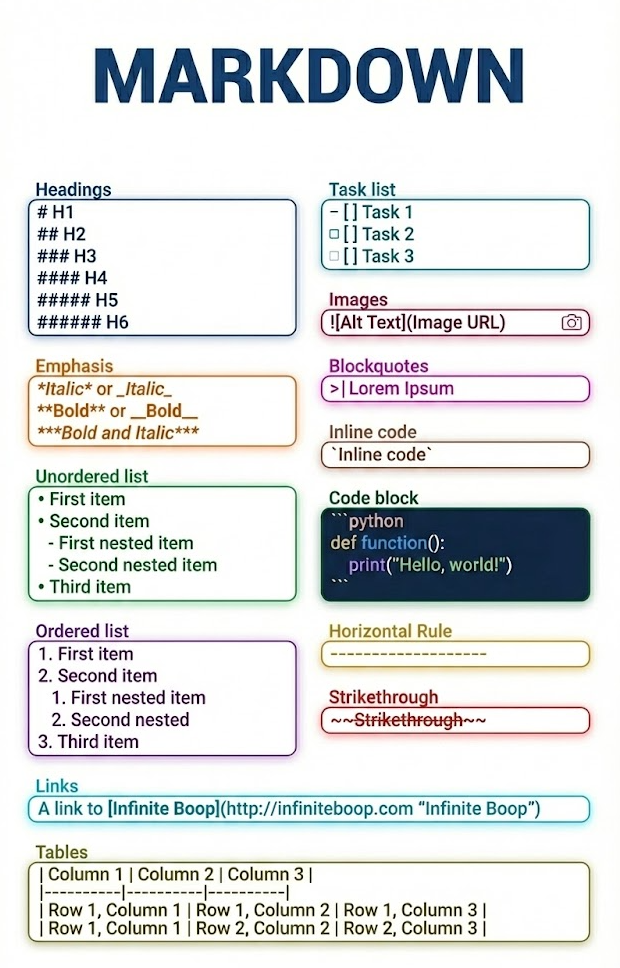 MARKDOWN
Headings
# H1
## H2
### H3
#### H4
##### H5
###### H6
Emphasis
*Italic* or _Italic_
**Bold** or __Bold__
***Bold and Italic***
Unordered list
• First item
• Second item
- First nested item
- Second nested item
• Third item
Ordered list
1. First item
2. Second item
1. First nested item
2. Second nested
3. Third item
Task list
- [ ] Task 1
□ [ ] Task 2
□ [ ] Task 3
Images
![Alt Text](Image URL)
Blockquotes
>| Lorem Ipsum
Inline code
`Inline code`
Code block
```python
def function():
print("Hello, world!")
```
Horizontal Rule
-------------------
Strikethrough
~~Strikethrough~~
Links
A link to [Infinite Boop](http://infiniteboop.com “Infinite Boop”)
Tables
| Column 1 | Column 2 | Column 3 |
|----------|----------|----------|
| Row 1, Column 1 | Row 1, Column 2 | Row 1, Column 3 |
| Row 1, Column 1 | Row 2, Column 2 | Row 2, Column 3 |